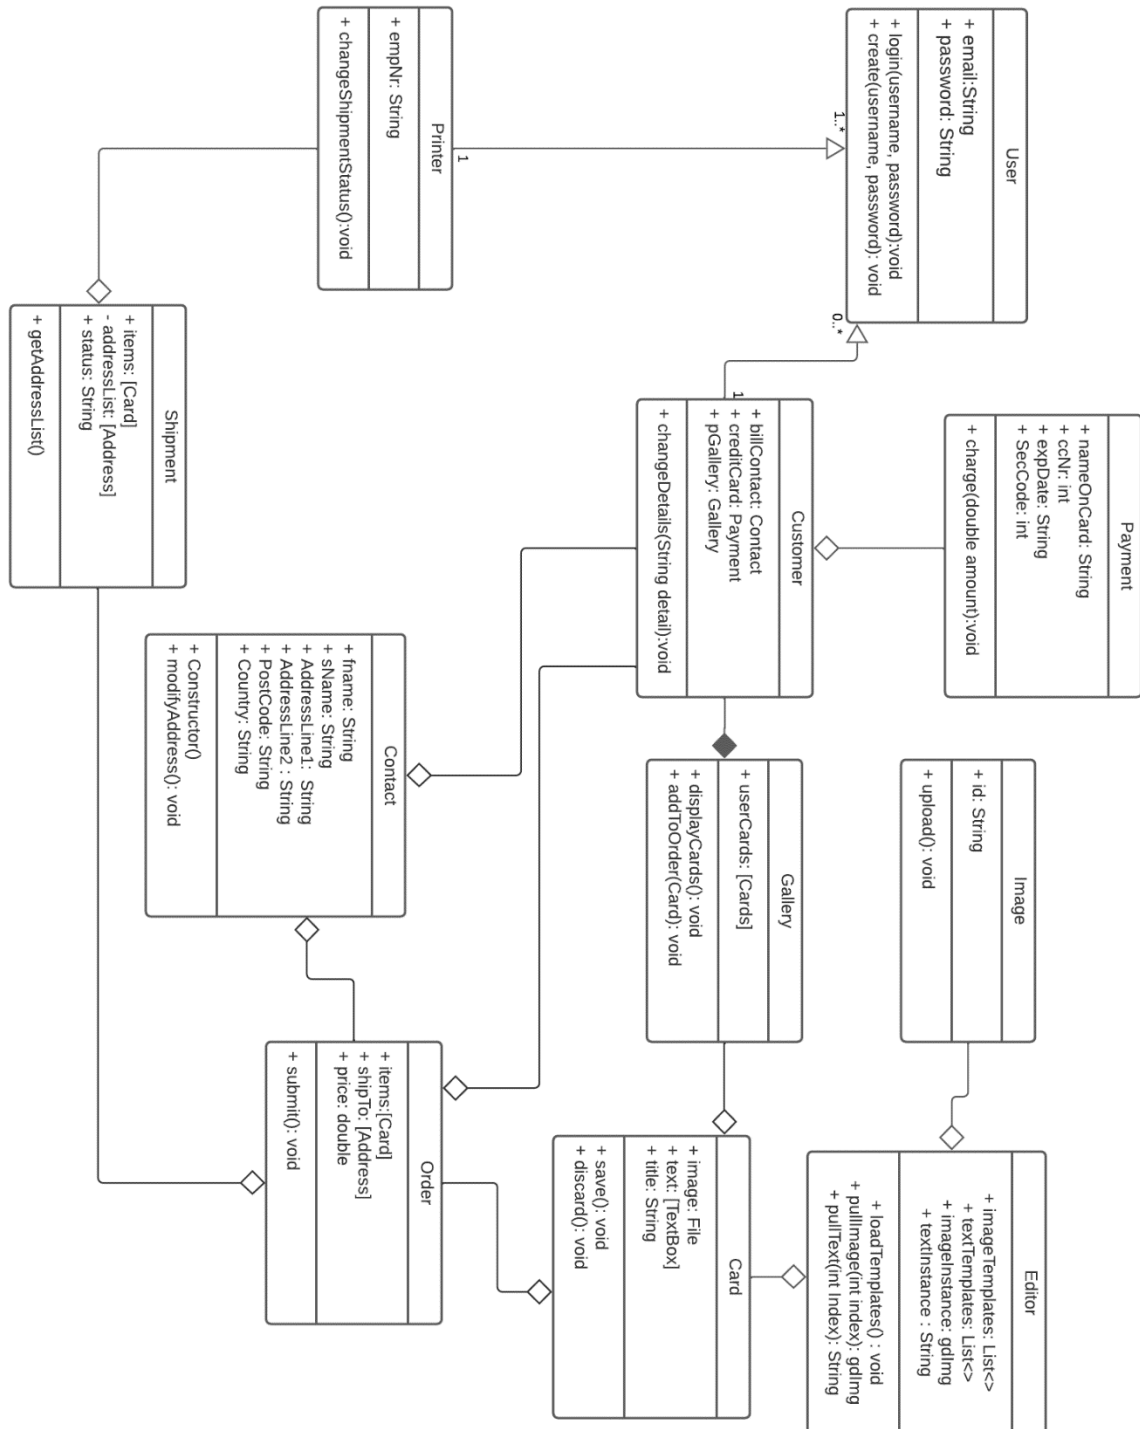 User
+ email:String
+ password: String
+ login(username, password):void
+ create(username, password): void
1..*
0..*
Printer
+ empNr: String
+ changeShipmentStatus():void
1
Payment
+ nameOnCard: String
+ ccNr: int
+ expDate: String
+ SecCode: int
+ charge(double amount):void
Customer
+ billContact: Contact
+ creditCard: Payment
+ pGallery: Gallery
+ changeDetails(String detail):void
1
Shipment
+ items: [Card]
- addressList: [Address]
+ status: String
+ getAddressList()
Contact
+ fname: String
+ sName: String
+ AddressLine1: String
+ AddressLine2 : String
+ PostCode: String
+ Country: String
+ Constructor()
+ modifyAddress(): void
Image
+ id: String
+ upload(): void
Gallery
+ userCards: [Cards]
+ displayCards(): void
+ addToOrder(Card): void
Editor
+ imageTemplates: List<>
+ textTemplates: List<>
+ imageInstance: gdImg
+ textInstance : String
+ loadTemplates() : void
+ pullImage(int index): gdImg
+ pullText(int Index): String
Card
+ image: File
+ text: [TextBox]
+ title: String
+ save(): void
+ discard(): void
Order
+ items:[Card]
+ shipTo: [Address]
+ price: double
+ submit(): void